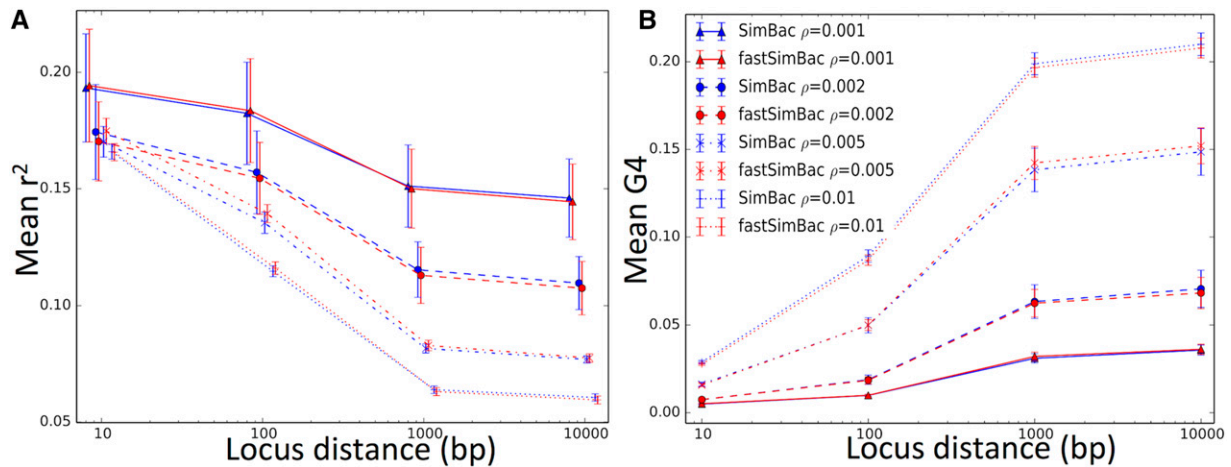 A
Mean r²
0.20
0.15
0.10
0.05
10
100
1000
10000
Locus distance (bp)
B
Mean G4
0.20
0.15
0.10
0.05
0.00
SimBac ρ=0.001
fastSimBac ρ=0.001
SimBac ρ=0.002
fastSimBac ρ=0.002
SimBac ρ=0.005
fastSimBac ρ=0.005
SimBac ρ=0.01
fastSimBac ρ=0.01
10
100
1000
10000
Locus distance (bp)